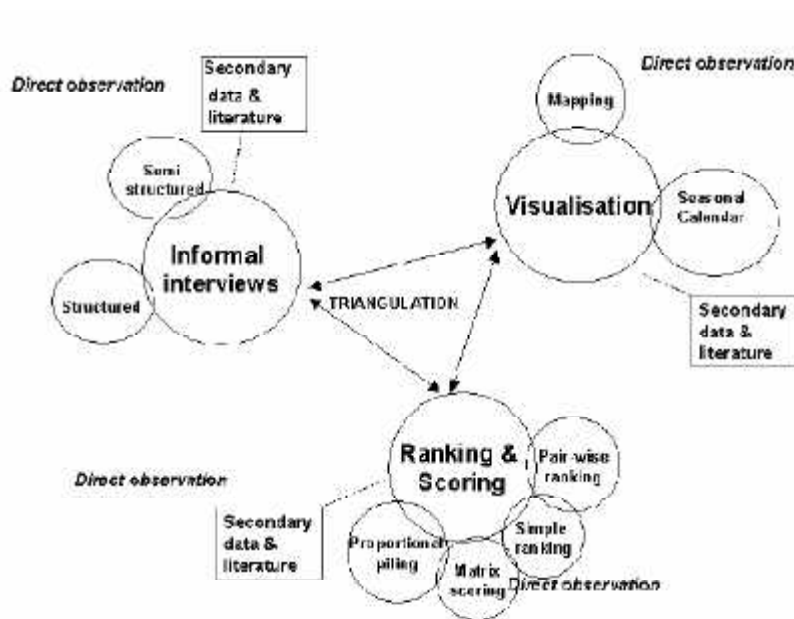 Direct observation
Secondary
data &
literature
Direct observation
Mapping
Semi
structured
Visualisation
Seasonal
Calendar
Informal
interviews
Structured
TRIANGULATION
Secondary
data &
literature
Ranking &
Scoring
Pair-wise
ranking
Direct observation
Secondary
data &
literature
Proportional
piling
Simple
ranking
Matrix
scoring
Direct observation